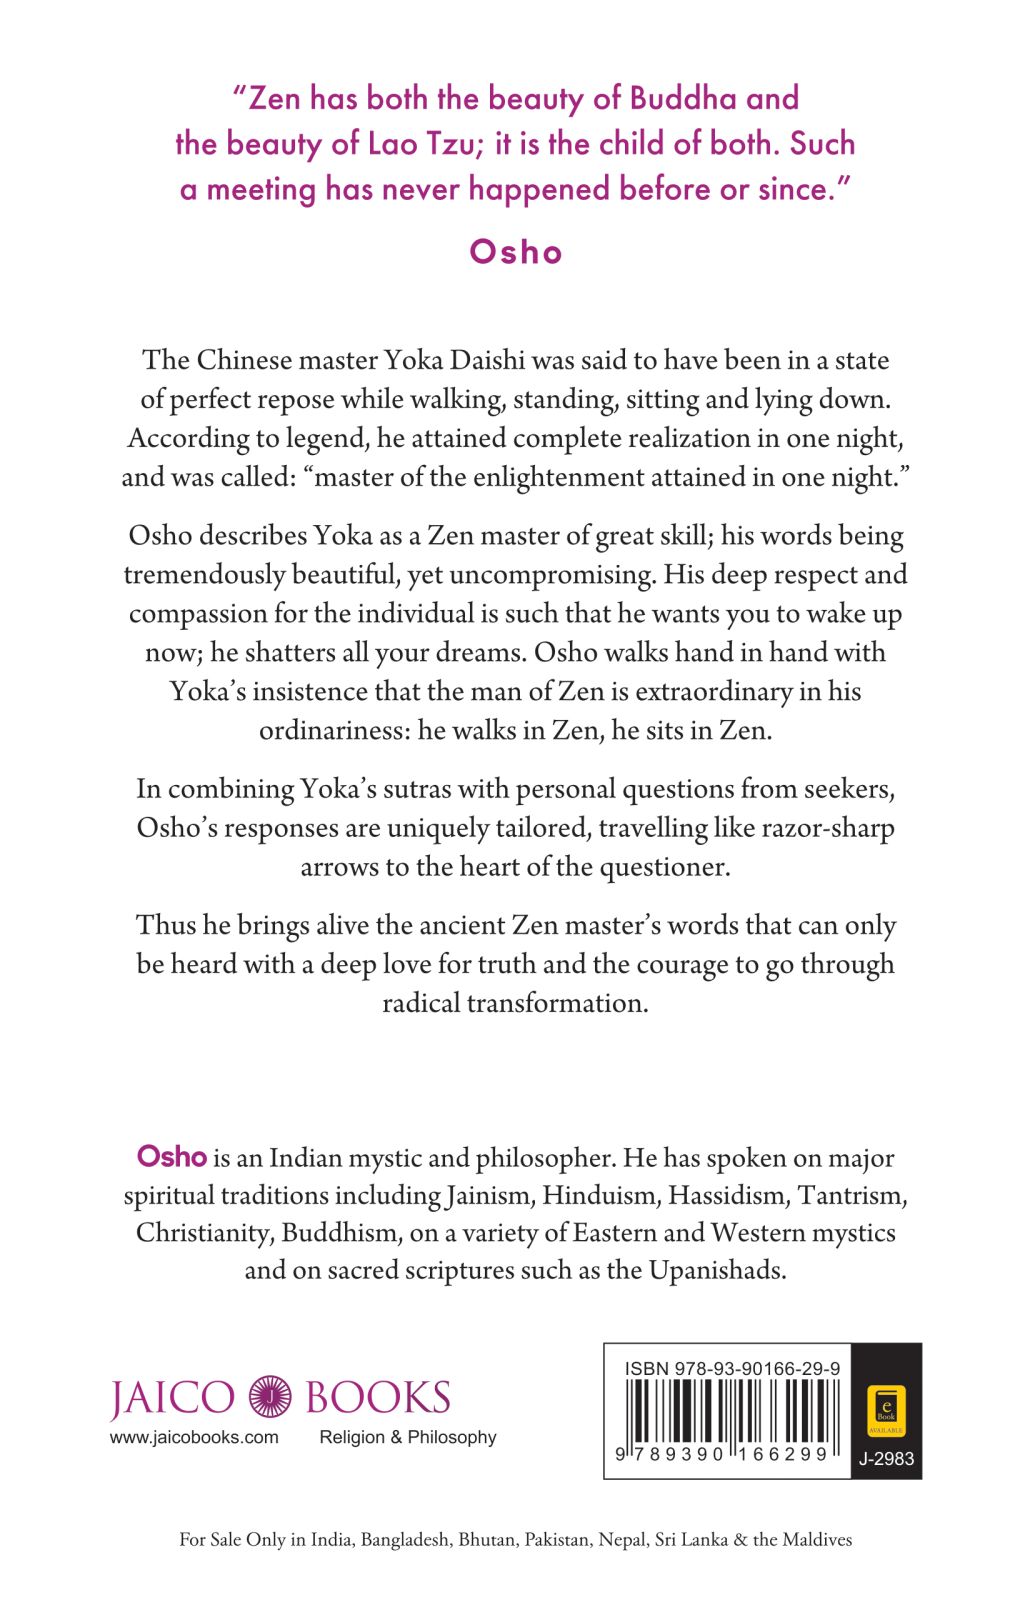 “Zen has both the beauty of Buddha and
the beauty of Lao Tzu; it is the child of both. Such
a meeting has never happened before or since.”
Osho
The Chinese master Yoka Daishi was said to have been in a state
of perfect repose while walking, standing, sitting and lying down.
According to legend, he attained complete realization in one night,
and was called: “master of the enlightenment attained in one night.”
Osho describes Yoka as a Zen master of great skill; his words being
tremendously beautiful, yet uncompromising. His deep respect and
compassion for the individual is such that he wants you to wake up
now; he shatters all your dreams. Osho walks hand in hand with
Yoka’s insistence that the man of Zen is extraordinary in his
ordinariness: he walks in Zen, he sits in Zen.
In combining Yoka’s sutras with personal questions from seekers,
Osho’s responses are uniquely tailored, travelling like razor-sharp
arrows to the heart of the questioner.
Thus he brings alive the ancient Zen master’s words that can only
be heard with a deep love for truth and the courage to go through
radical transformation.
Osho is an Indian mystic and philosopher. He has spoken on major
spiritual traditions including Jainism, Hinduism, Hassidism, Tantrism,
Christianity, Buddhism, on a variety of Eastern and Western mystics
and on sacred scriptures such as the Upanishads.
JAICO J BOOKS
www.jaicobooks.com Religion & Philosophy
ISBN 978-93-90166-29-9
9 789390 166299
e
Book
AVAILABLE
J-2983
For Sale Only in India, Bangladesh, Bhutan, Pakistan, Nepal, Sri Lanka & the Maldives